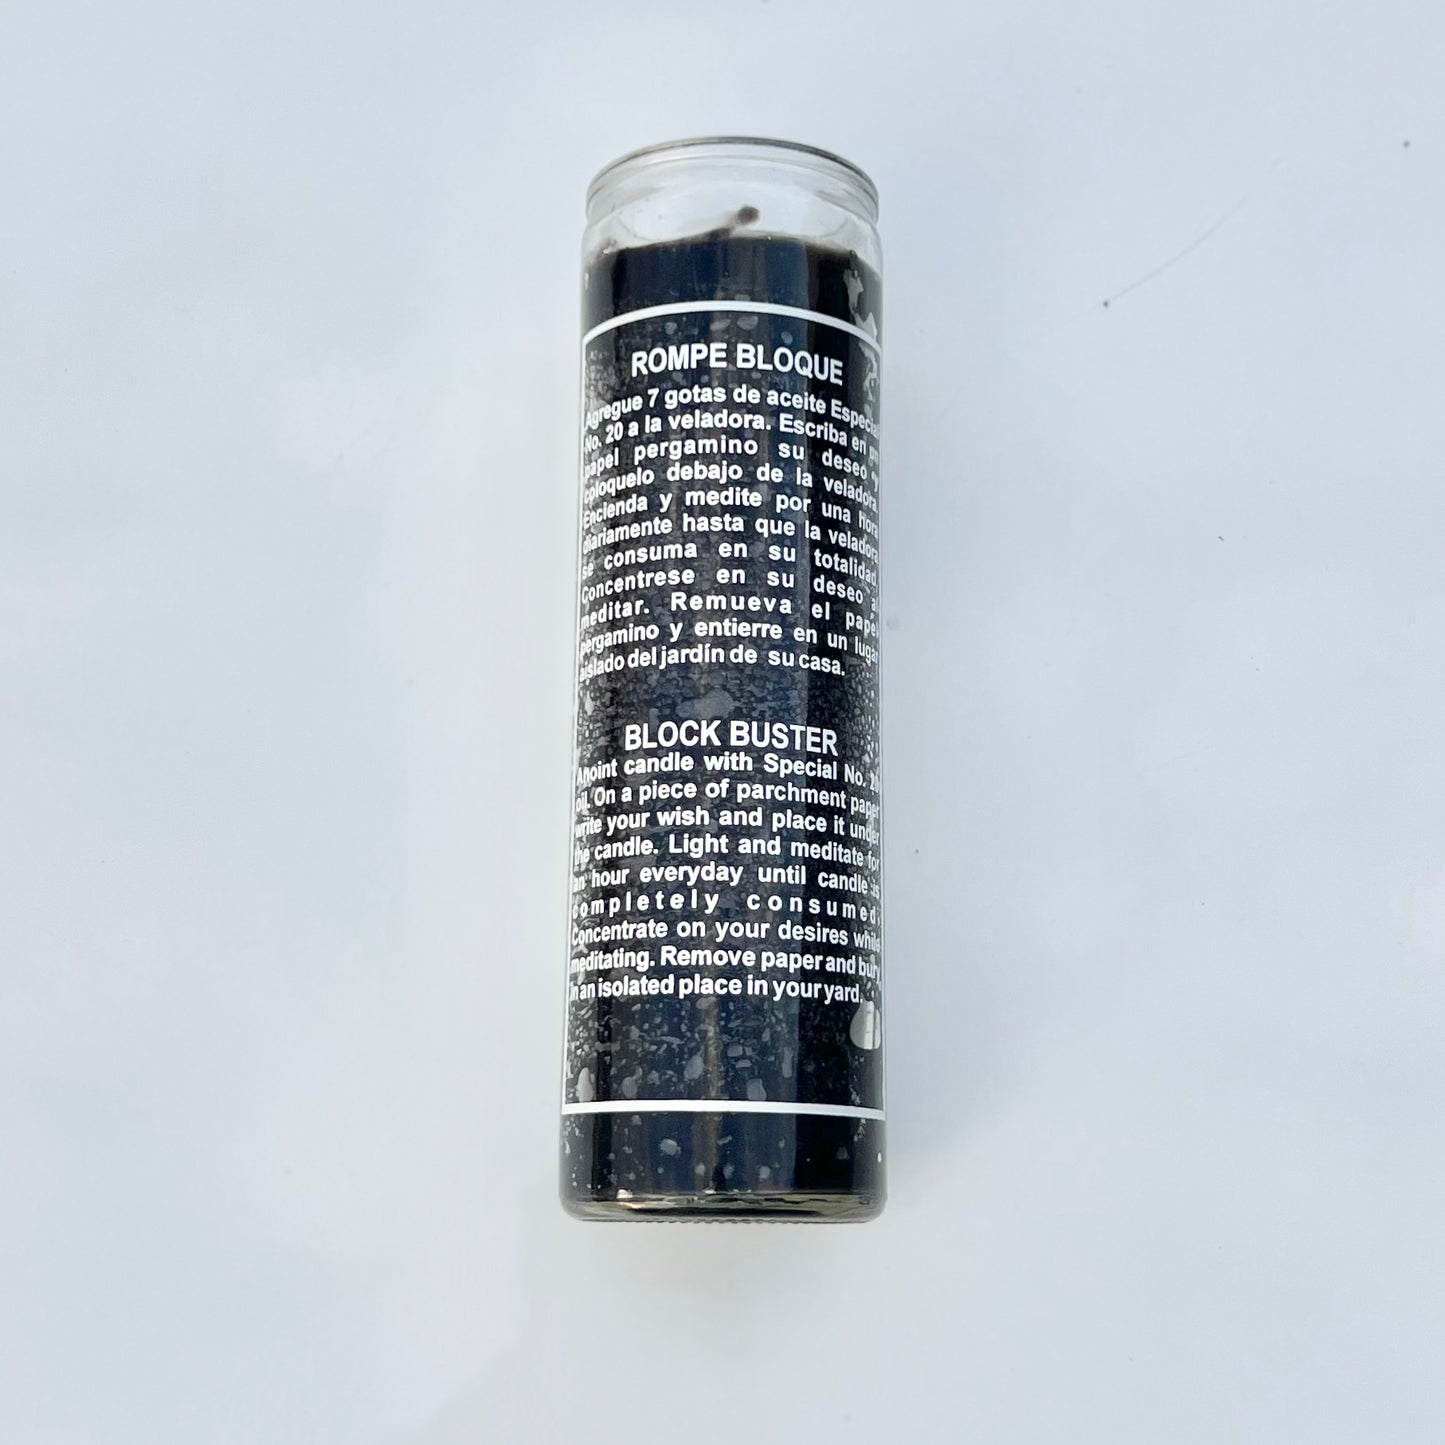 ROMPE BLOQUE
Agregue 7 gotas de aceite Especial
No. 20 a la veladora. Escriba en un
papel pergamino su deseo y
coloquelo debajo de la veladora.
Encienda y medite por una hora
diariamente hasta que la veladora
se consuma en su totalidad.
Concentrese en su deseo al
meditar. Remueva el papel
pergamino y entierre en un lugar
aislado del jardín de su casa.
BLOCK BUSTER
Anoint candle with Special No. 20
oil. On a piece of parchment paper
write your wish and place it under
the candle. Light and meditate for
an hour everyday until candle is
completely consumed.
Concentrate on your desires while
meditating. Remove paper and bury
in an isolated place in your yard.